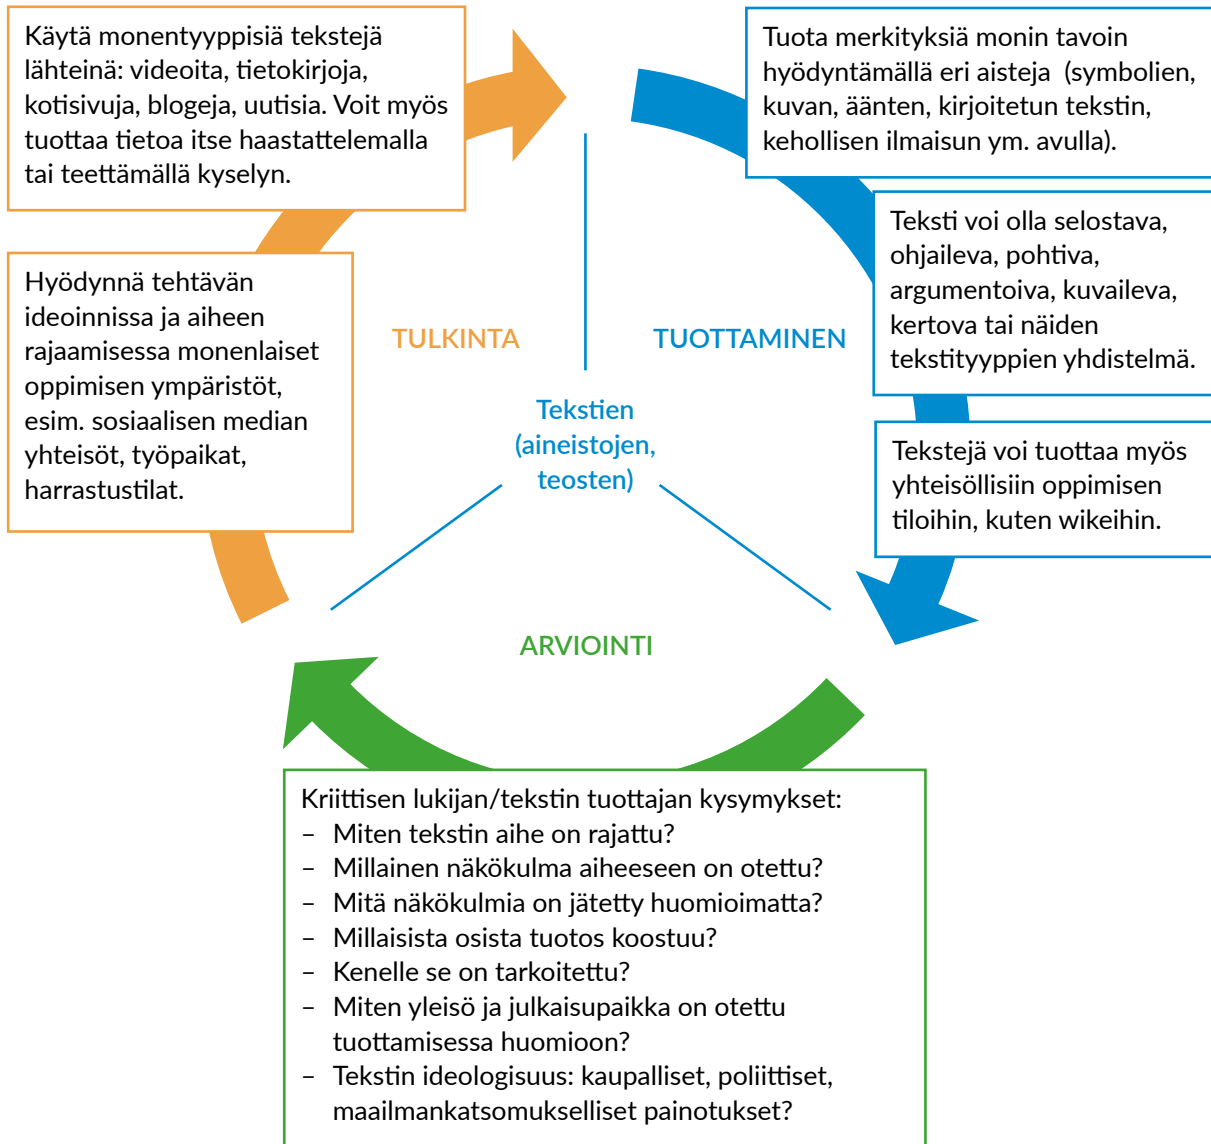 Käytä monentyyppisiä tekstejä
lähteinä: videoita, tietokirjoja,
kotisivuja, blogeja, uutisia. Voit myös
tuottaa tietoa itse haastattelemalla
tai teettämällä kyselyn.
Tuota merkityksiä monin tavoin
hyödyntämällä eri aisteja (symbolien,
kuvan, äänten, kirjoitetun tekstin,
kehollisen ilmaisun ym. avulla).
Teksti voi olla selostava,
ohjaileva, pohtiva,
argumentoiva, kuvaileva,
kertova tai näiden
tekstityyppien yhdistelmä.
Hyödynnä tehtävän
ideoinnissa ja aiheen
rajaamisessa monenlaiset
oppimisen ympäristöt,
esim. sosiaalisen median
yhteisöt, työpaikat,
harrastustilat.
TULKINTA
TUOTTAMINEN
Tekstien
(aineistojen,
teosten)
Tekstejä voi tuottaa myös
yhteisöllisiin oppimisen
tiloihin, kuten wikeihin.
ARVIOINTI
Kriittisen lukijan/tekstin tuottajan kysymykset:
– Miten tekstin aihe on rajattu?
– Millainen näkökulma aiheeseen on otettu?
– Mitä näkökulmia on jätetty huomioimatta?
– Millaisista osista tuotos koostuu?
– Kenelle se on tarkoitettu?
– Miten yleisö ja julkaisupaikka on otettu
tuottamisessa huomioon?
– Tekstin ideologisuus: kaupalliset, poliittiset,
maailmankatsomukselliset painotukset?